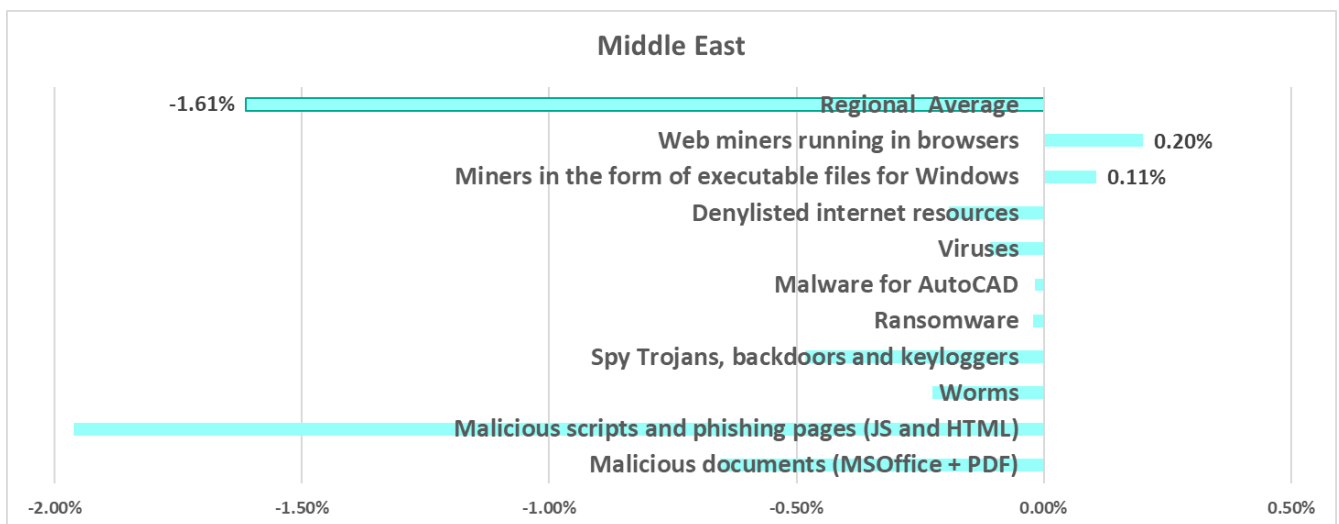 Middle East
-1.61%
Regional  Average
Web miners running in browsers
0.20%
Miners in the form of executable files for Windows
0.11%
Denylisted internet resources
Viruses
Malware for AutoCAD
Ransomware
Spy Trojans, backdoors and keyloggers
Worms
Malicious scripts and phishing pages (JS and HTML)
Malicious documents (MSOffice + PDF)
-2.00% -1.50% -1.00% -0.50% 0.00% 0.50%